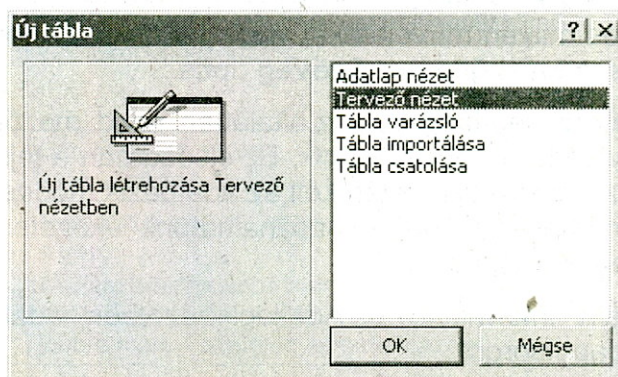 Új tábla
? ×
Új tábla létrehozása Tervező
nézetben
Adatlap nézet
Tervező nézet
Tábla varázsló
Tábla importálása
Tábla csatolása
OK
Mégse